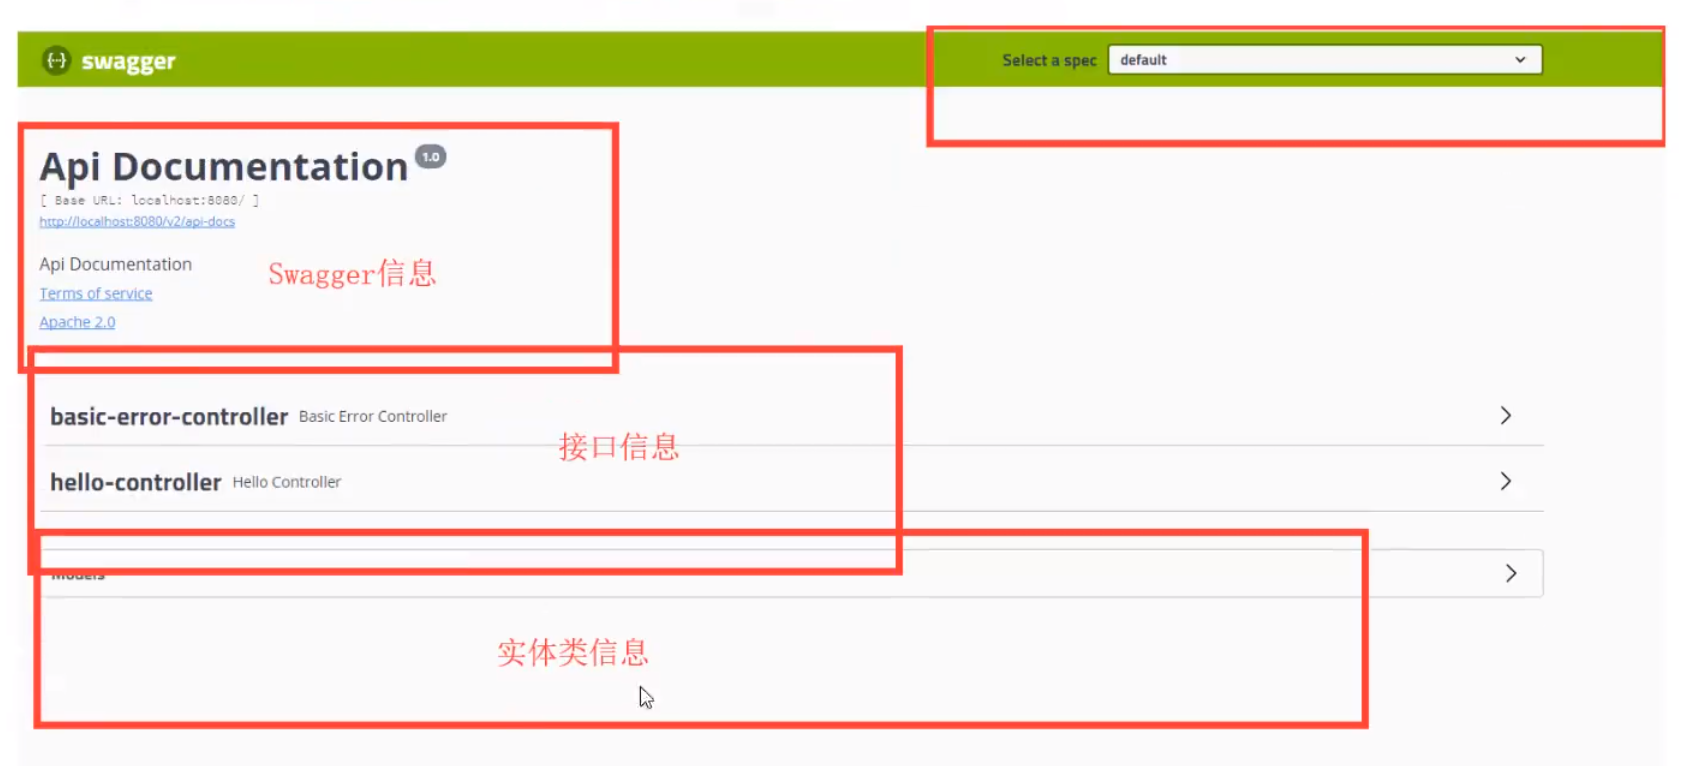 swagger
Select a spec default
Api Documentation 1.0
[ Base URL: localhost:8080/ ]
http://localhost:8080/v2/api-docs
Api Documentation
Swagger信息
Terms of service
Apache 2.0
basic-error-controller Basic Error Controller
接口信息
hello-controller Hello Controller
Models
实体类信息